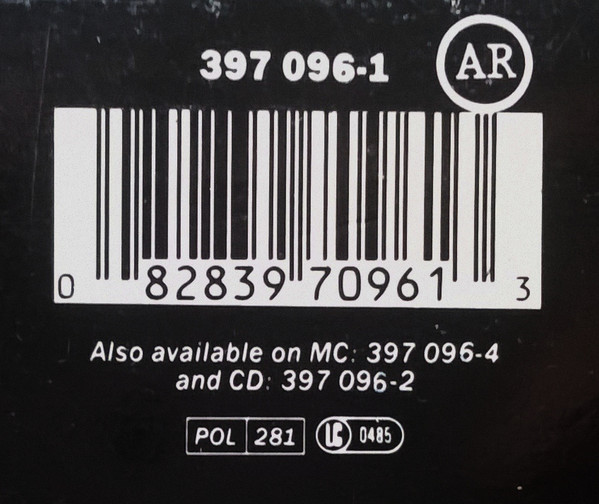 397 096-1
AR
0 82839 70961 3
Also available on MC: 397 096-4
and CD: 397 096-2
POL 281 LC 0485